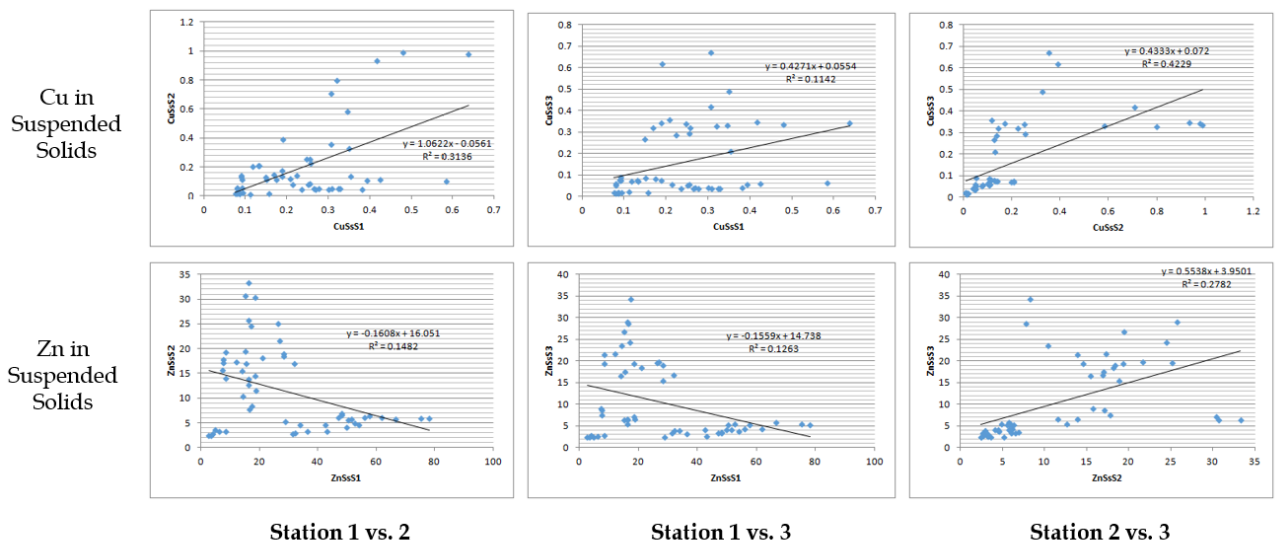 Cu in
Suspended
Solids
1.2
1
0.8
0.6
0.4
0.2
0
CuSsS2
y = 1.0622x - 0.0561
R² = 0.3136
0 0.1 0.2 0.3 0.4 0.5 0.6 0.7
CuSsS1
0.8
0.7
0.6
0.5
0.4
0.3
0.2
0.1
0
CuSsS3
y = 0.4271x + 0.0554
R² = 0.1142
0 0.1 0.2 0.3 0.4 0.5 0.6 0.7
CuSsS1
0.8
0.7
0.6
0.5
0.4
0.3
0.2
0.1
0
CuSsS3
y = 0.4333x + 0.072
R² = 0.4229
0 0.2 0.4 0.6 0.8 1 1.2
CuSsS2
Zn in
Suspended
Solids
35
30
25
20
15
10
5
0
ZnSsS2
y = -0.1608x + 16.051
R² = 0.1482
0 20 40 60 80 100
ZnSsS1
40
35
30
25
20
15
10
5
0
ZnSsS3
y = -0.1559x + 14.738
R² = 0.1263
0 20 40 60 80 100
ZnSsS1
40
35
30
25
20
15
10
5
0
ZnSsS3
y = 0.5538x + 3.9501
R² = 0.2782
0 5 10 15 20 25 30 35
ZnSsS2
Station 1 vs. 2
Station 1 vs. 3
Station 2 vs. 3